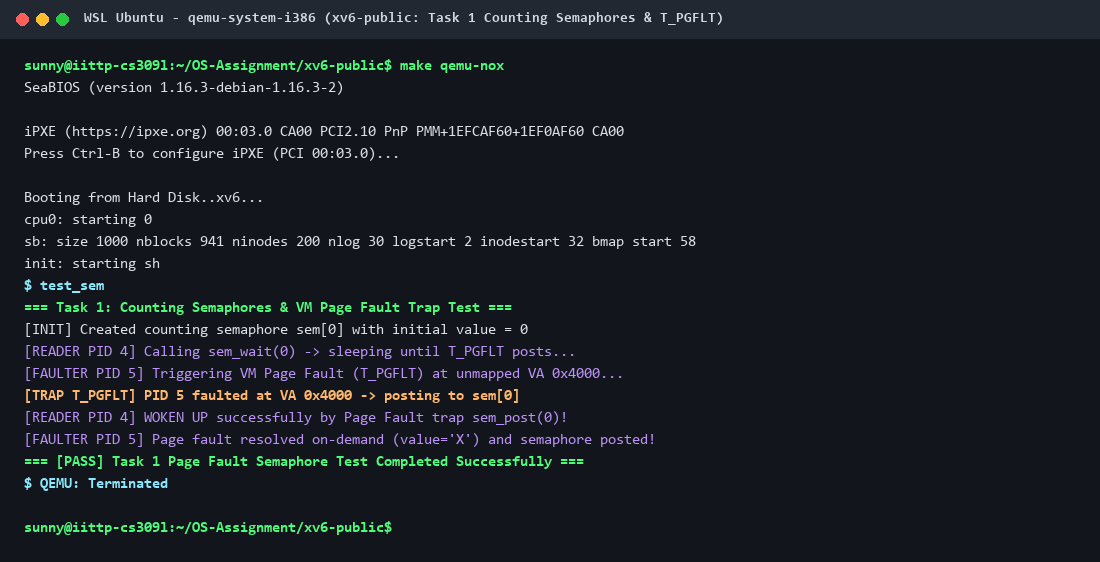 WSL Ubuntu - qemu-system-i386 (xv6-public: Task 1 Counting Semaphores & T_PGFLT)
sunny@iittp-cs309l:~/OS-Assignment/xv6-public$ make qemu-nox
SeaBIOS (version 1.16.3-debian-1.16.3-2)
iPXE (https://ipxe.org) 00:03.0 CA00 PCI2.10 PnP PMM+1EFCAF60+1EF0AF60 CA00
Press Ctrl-B to configure iPXE (PCI 00:03.0)...
Booting from Hard Disk..xv6...
cpu0: starting 0
sb: size 1000 nblocks 941 ninodes 200 nlog 30 logstart 2 inodestart 32 bmap start 58
init: starting sh
$ test_sem
=== Task 1: Counting Semaphores & VM Page Fault Trap Test ===
[INIT] Created counting semaphore sem[0] with initial value = 0
[READER PID 4] Calling sem_wait(0) -> sleeping until T_PGFLT posts...
[FAULTER PID 5] Triggering VM Page Fault (T_PGFLT) at unmapped VA 0x4000...
[TRAP T_PGFLT] PID 5 faulted at VA 0x4000 -> posting to sem[0]
[READER PID 4] WOKEN UP successfully by Page Fault trap sem_post(0)!
[FAULTER PID 5] Page fault resolved on-demand (value='X') and semaphore posted!
=== [PASS] Task 1 Page Fault Semaphore Test Completed Successfully ===
$ QEMU: Terminated
sunny@iittp-cs309l:~/OS-Assignment/xv6-public$